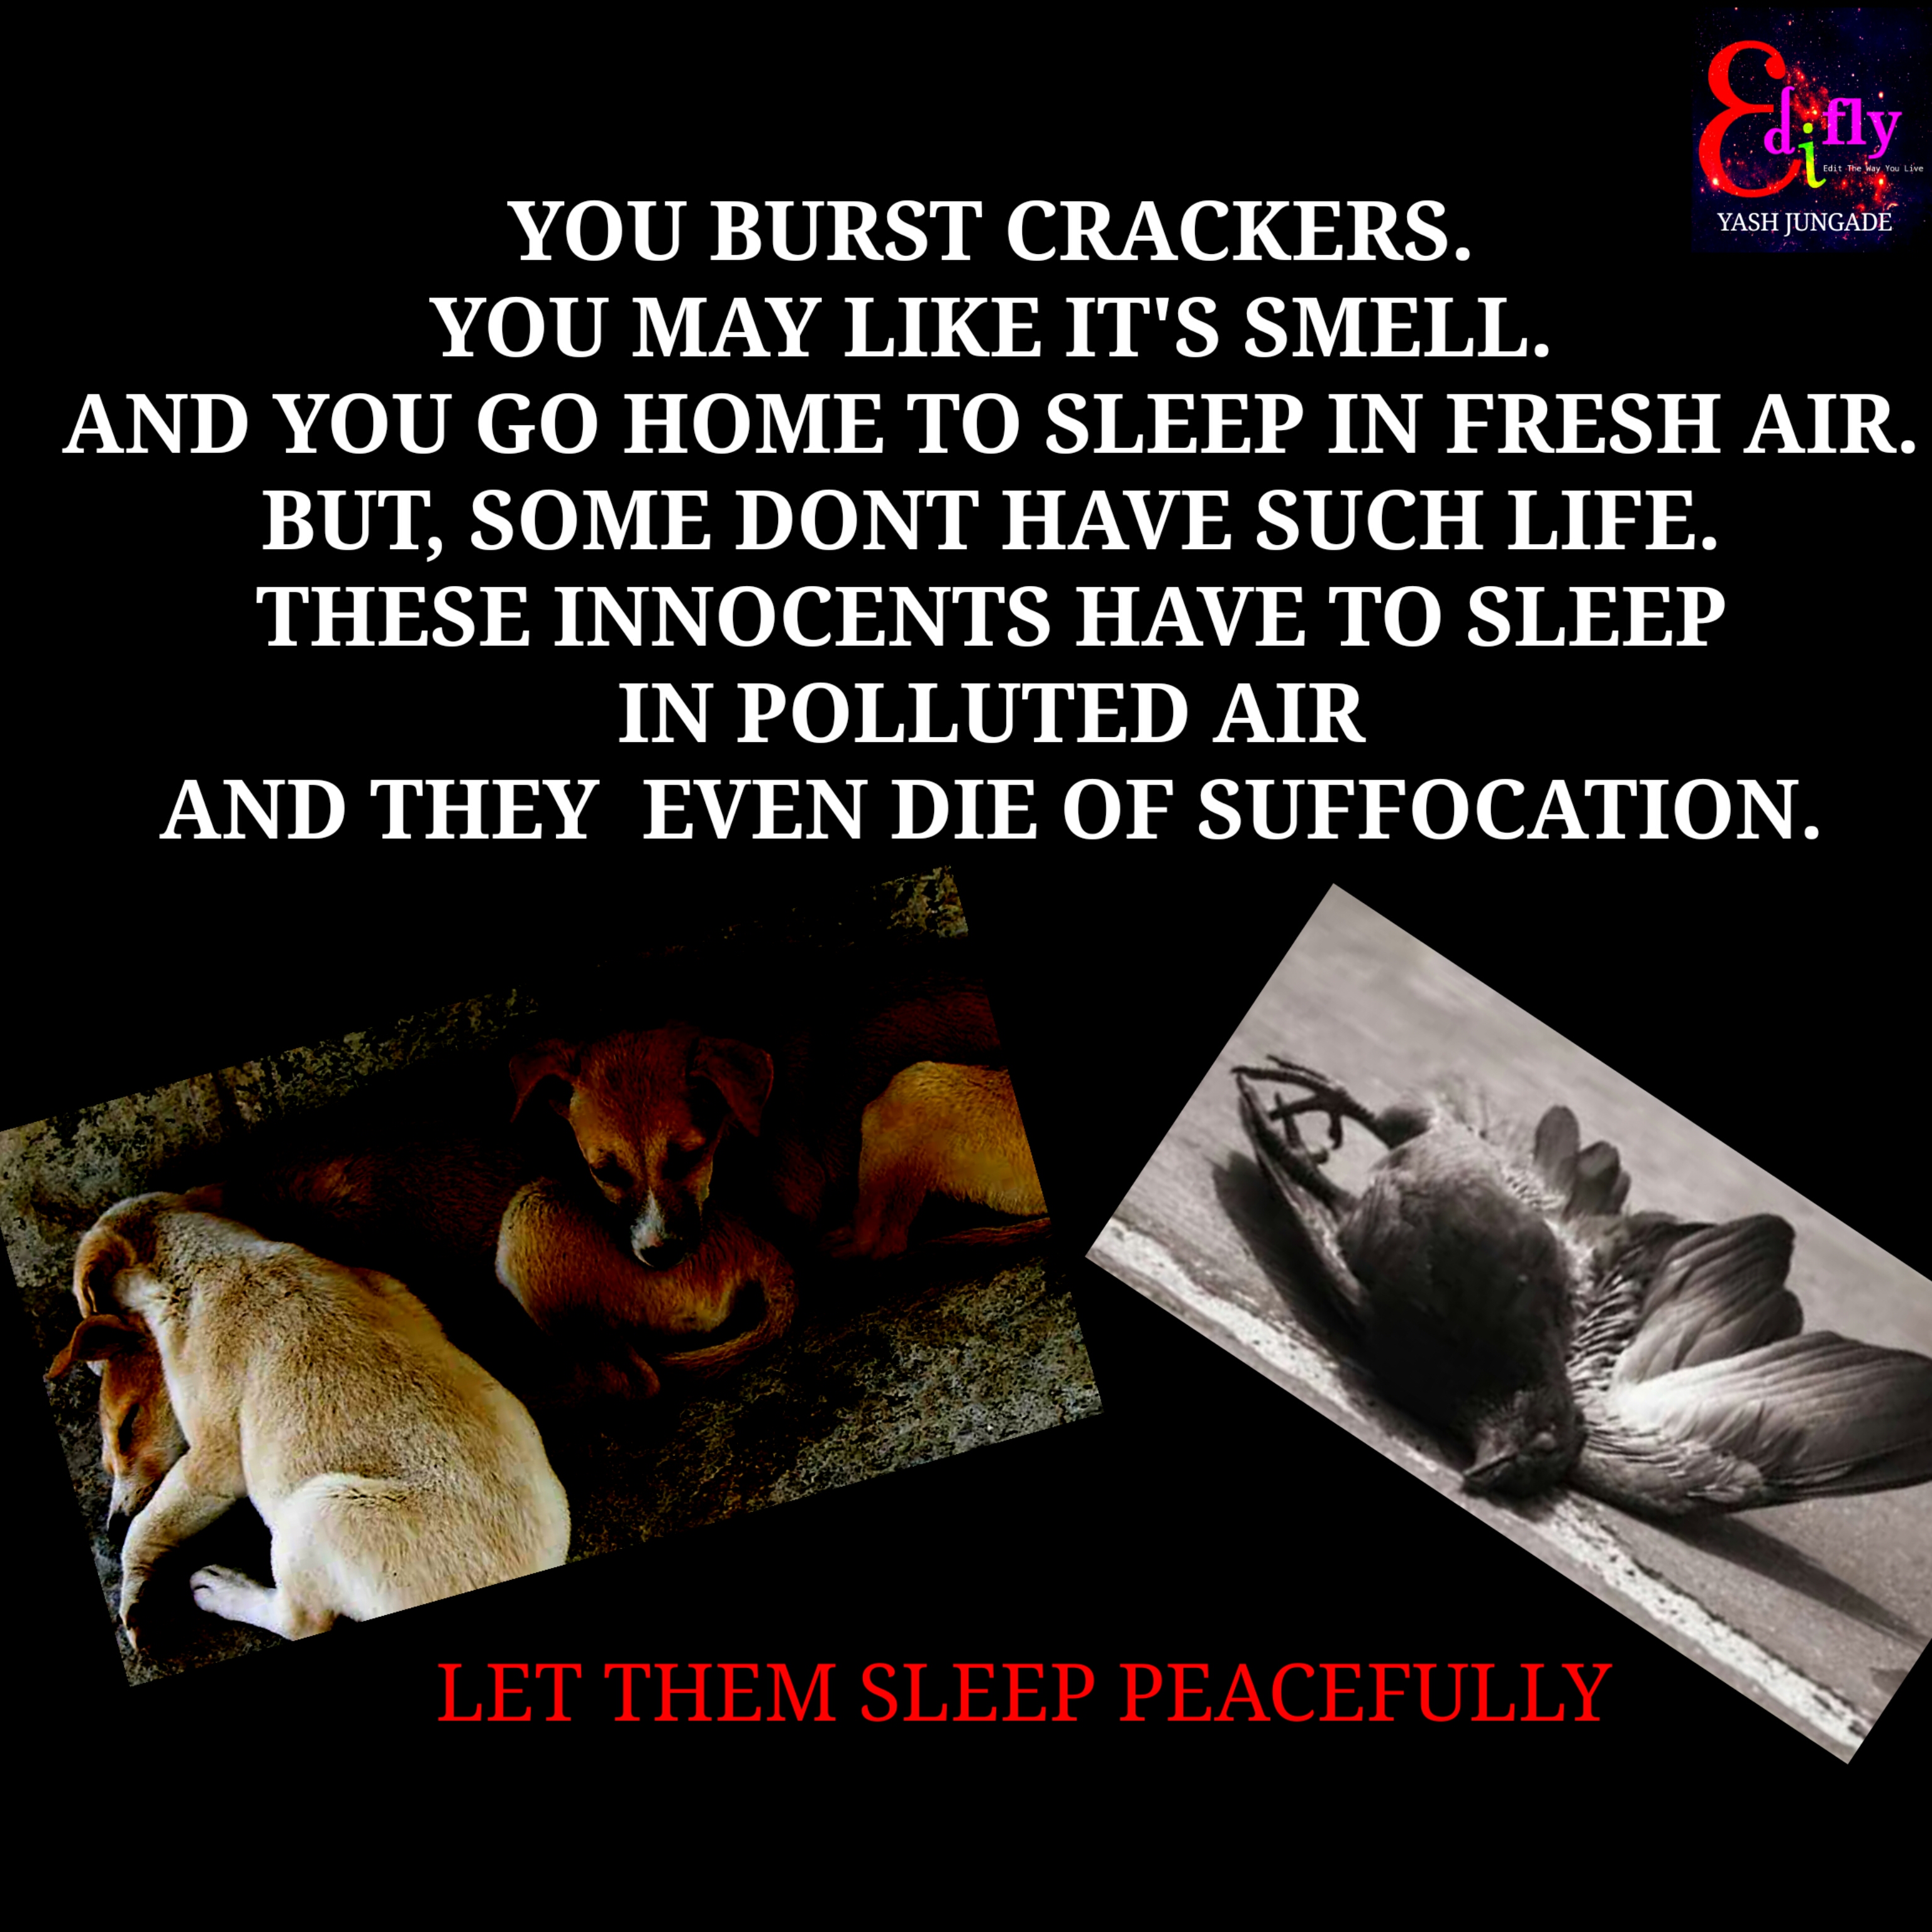 Edifly
Edit The Way You Live
YASH JUNGADE
YOU BURST CRACKERS.
YOU MAY LIKE IT'S SMELL.
AND YOU GO HOME TO SLEEP IN FRESH AIR.
BUT, SOME DONT HAVE SUCH LIFE.
THESE INNOCENTS HAVE TO SLEEP
IN POLLUTED AIR
AND THEY  EVEN DIE OF SUFFOCATION.
LET THEM SLEEP PEACEFULLY